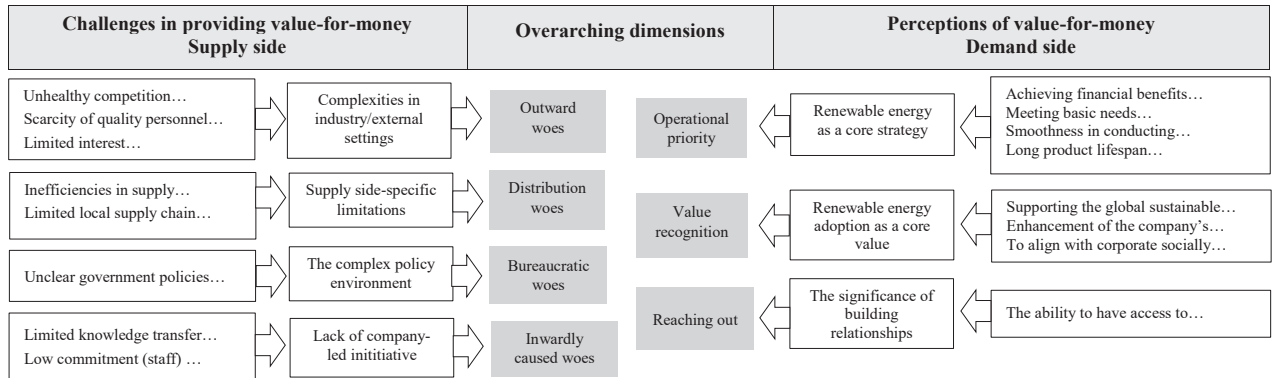 Challenges in providing value-for-money
Supply side
Overarching dimensions
Perceptions of value-for-money
Demand side
Unhealthy competition…
Scarcity of quality personnel…
Limited interest…
Complexities in
industry/external
settings
Outward
woes
Operational
priority
Renewable energy
as a core strategy
Achieving financial benefits…
Meeting basic needs…
Smoothness in conducting…
Long product lifespan…
Inefficiencies in supply…
Limited local supply chain…
Supply side-specific
limitations
Distribution
woes
Value
recognition
Renewable energy
adoption as a core
value
Supporting the global sustainable…
Enhancement of the company’s…
To align with corporate socially…
Unclear government policies…
The complex policy
environment
Bureaucratic
woes
Reaching out
The significance of
building
relationships
The ability to have access to…
Limited knowledge transfer…
Low commitment (staff) …
Lack of company-
led inititiative
Inwardly
caused woes